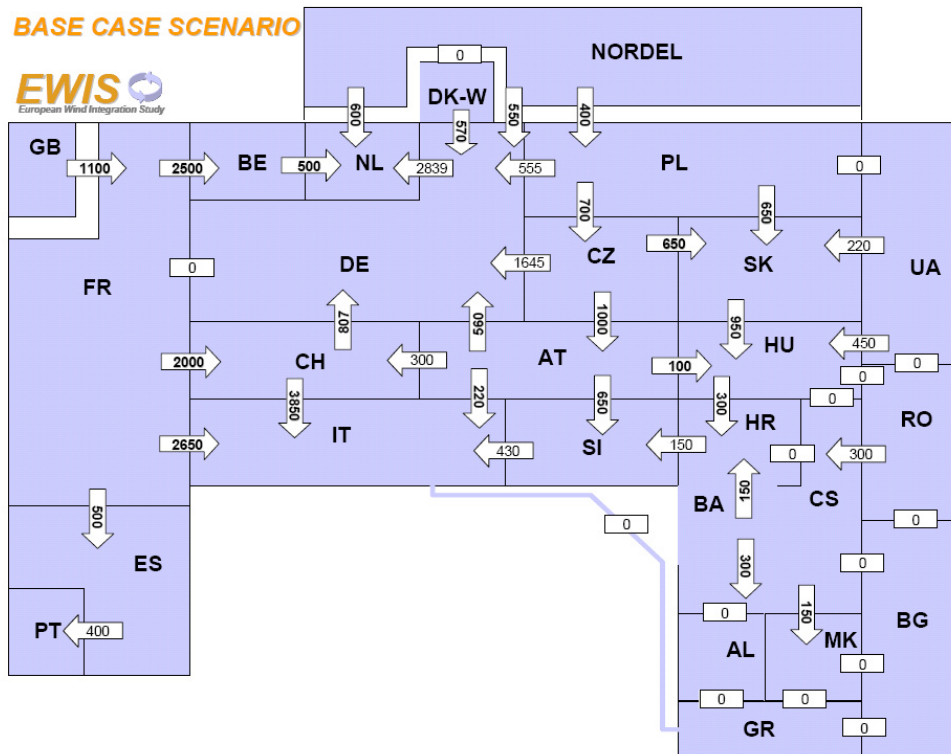 BASE CASE SCENARIO
EWIS
European Wind Integration Study
NORDEL
0
DK-W
600
570
550
400
GB
1100
2500
BE
500
NL
2839
555
PL
0
700
650
DE
0
1645
CZ
650
SK
220
UA
FR
807
560
1000
950
HU
450
2000
CH
300
AT
100
0
0
3850
220
650
300
HR
0
RO
2650
IT
430
SI
150
0
300
BA
150
CS
500
0
0
ES
300
0
PT
400
0
150
BG
AL
MK
0
0
0
GR
0